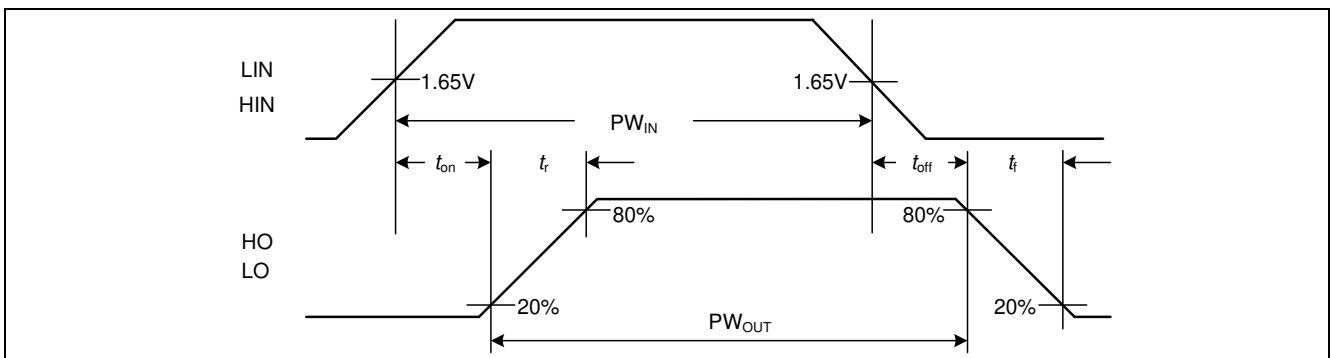 LIN
HIN
1.65V
1.65V
PWIN
ton
tr
toff
tf
HO
LO
80%
80%
20%
20%
PWOUT